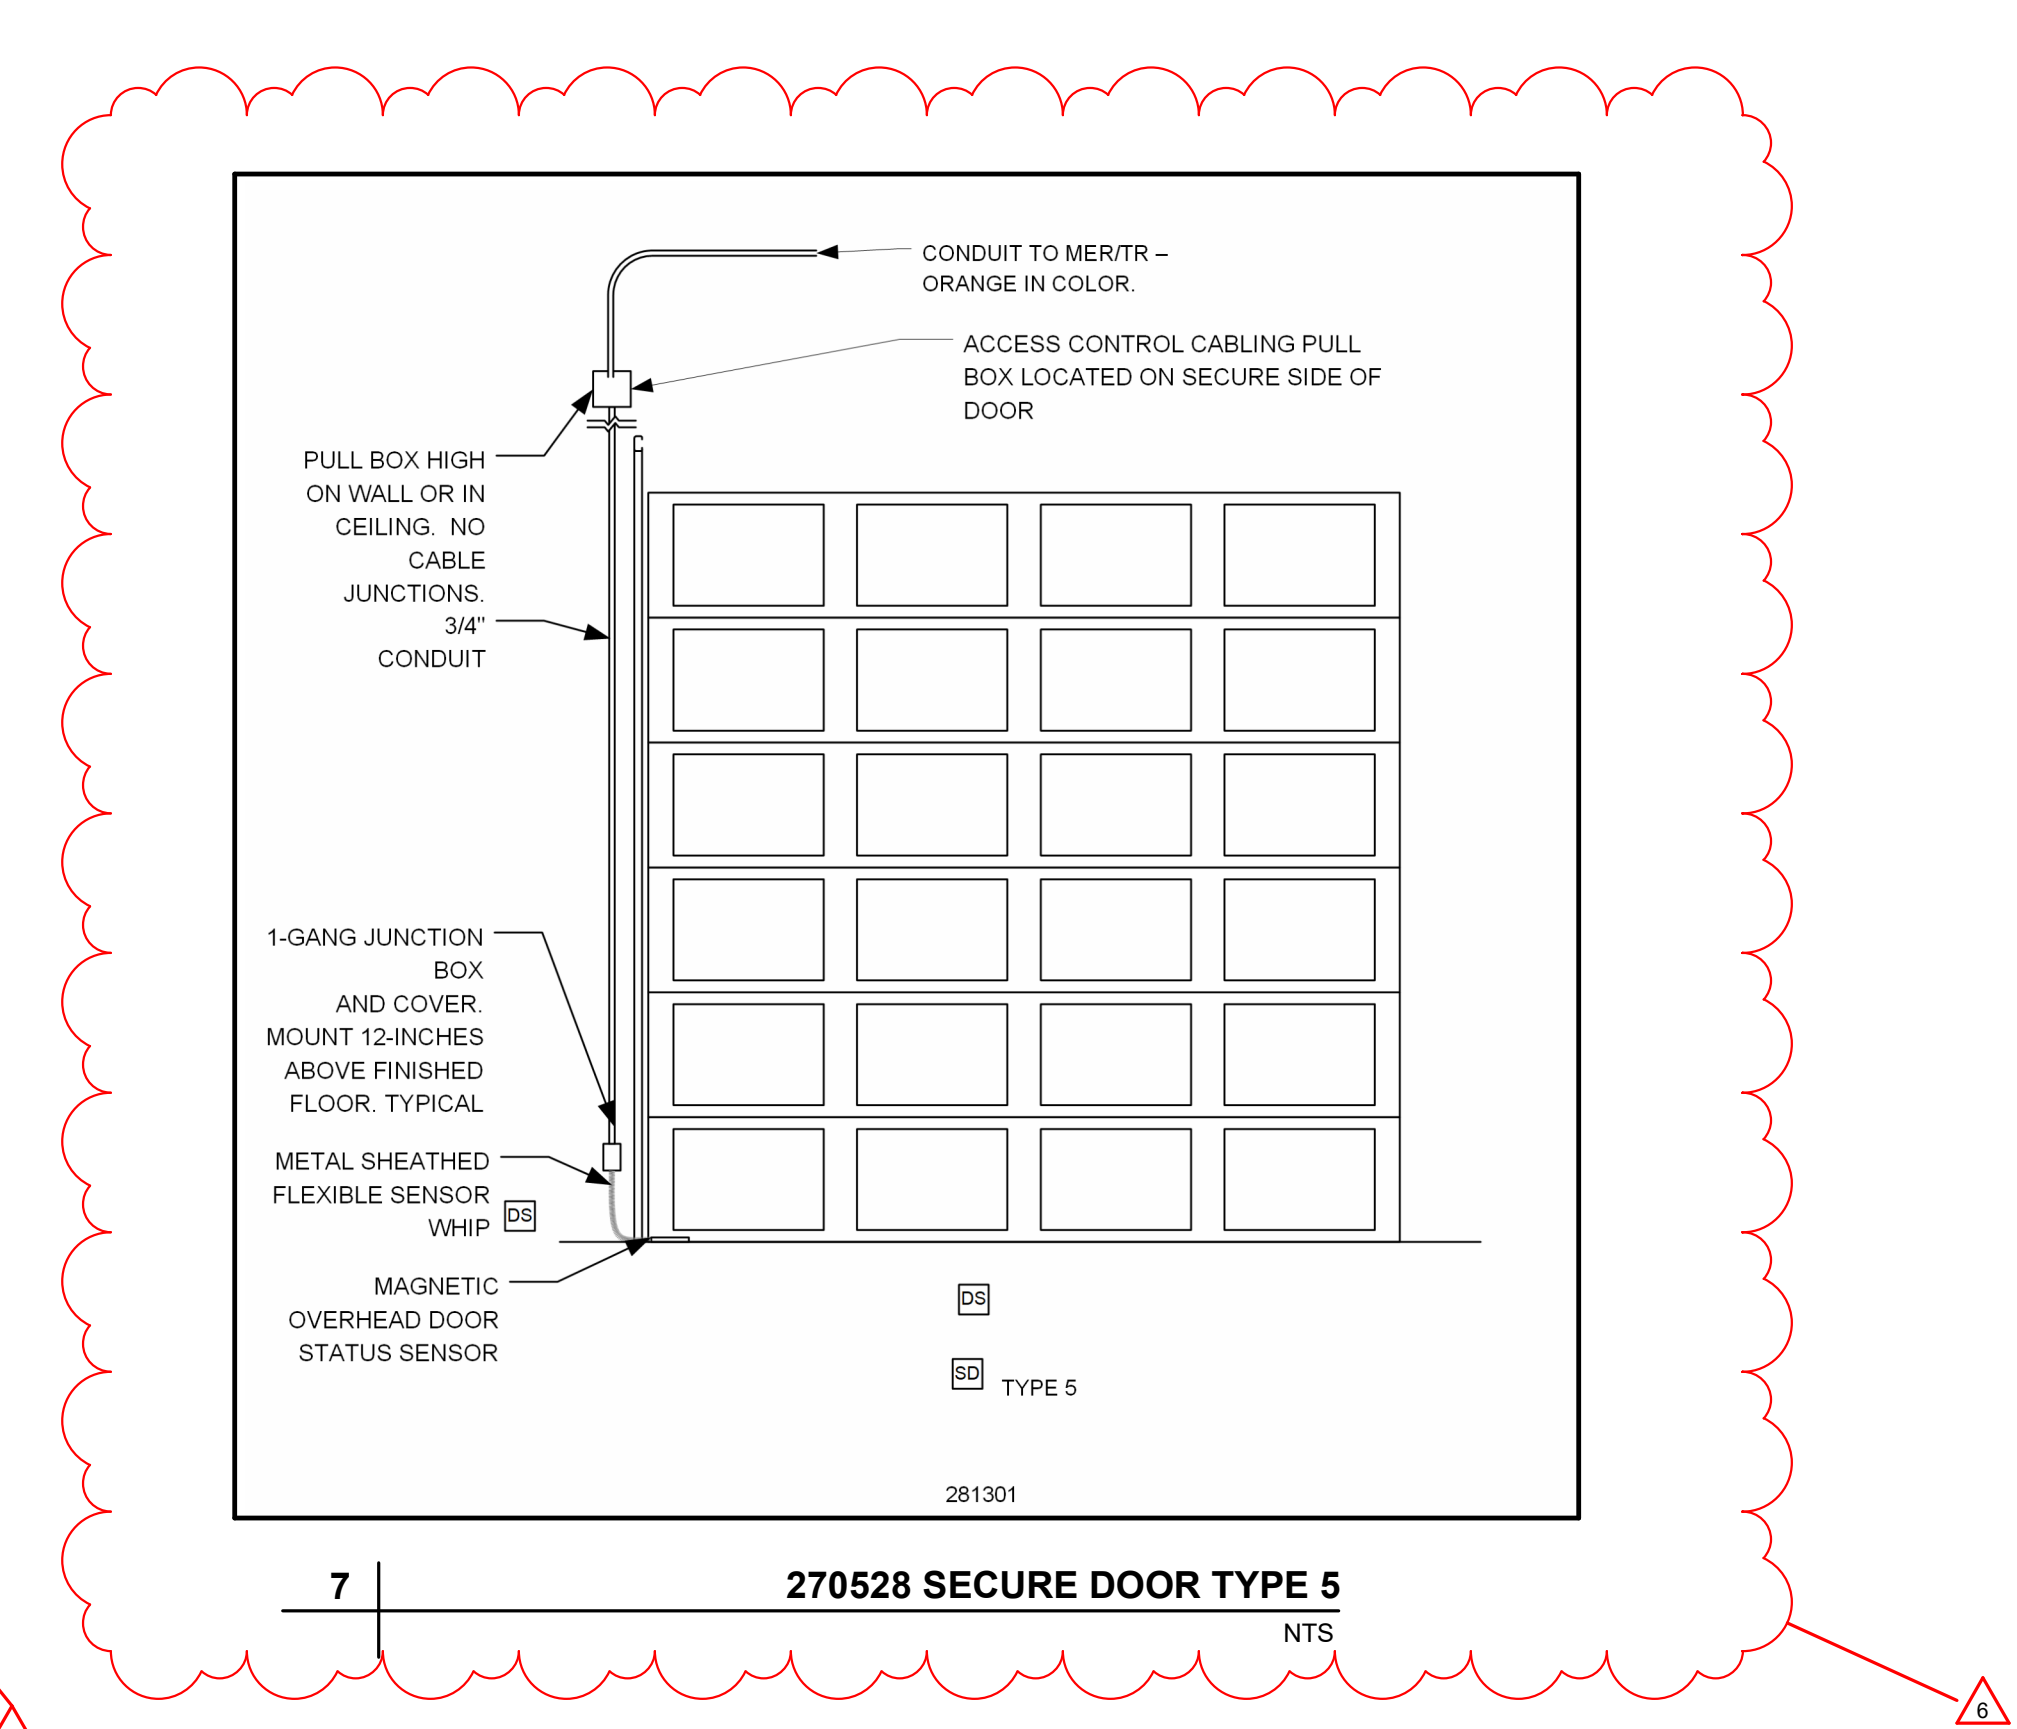 CONDUIT TO MER/TR –
ORANGE IN COLOR.
ACCESS CONTROL CABLING PULL
BOX LOCATED ON SECURE SIDE OF
DOOR
PULL BOX HIGH
ON WALL OR IN
CEILING.  NO
CABLE
JUNCTIONS.
3/4"
CONDUIT
1-GANG JUNCTION
BOX
AND COVER.
MOUNT 12-INCHES
ABOVE FINISHED
FLOOR. TYPICAL
METAL SHEATHED
FLEXIBLE SENSOR
WHIP
DS
MAGNETIC
OVERHEAD DOOR
STATUS SENSOR
DS
SD
TYPE 5
281301
7
270528 SECURE DOOR TYPE 5
NTS
6